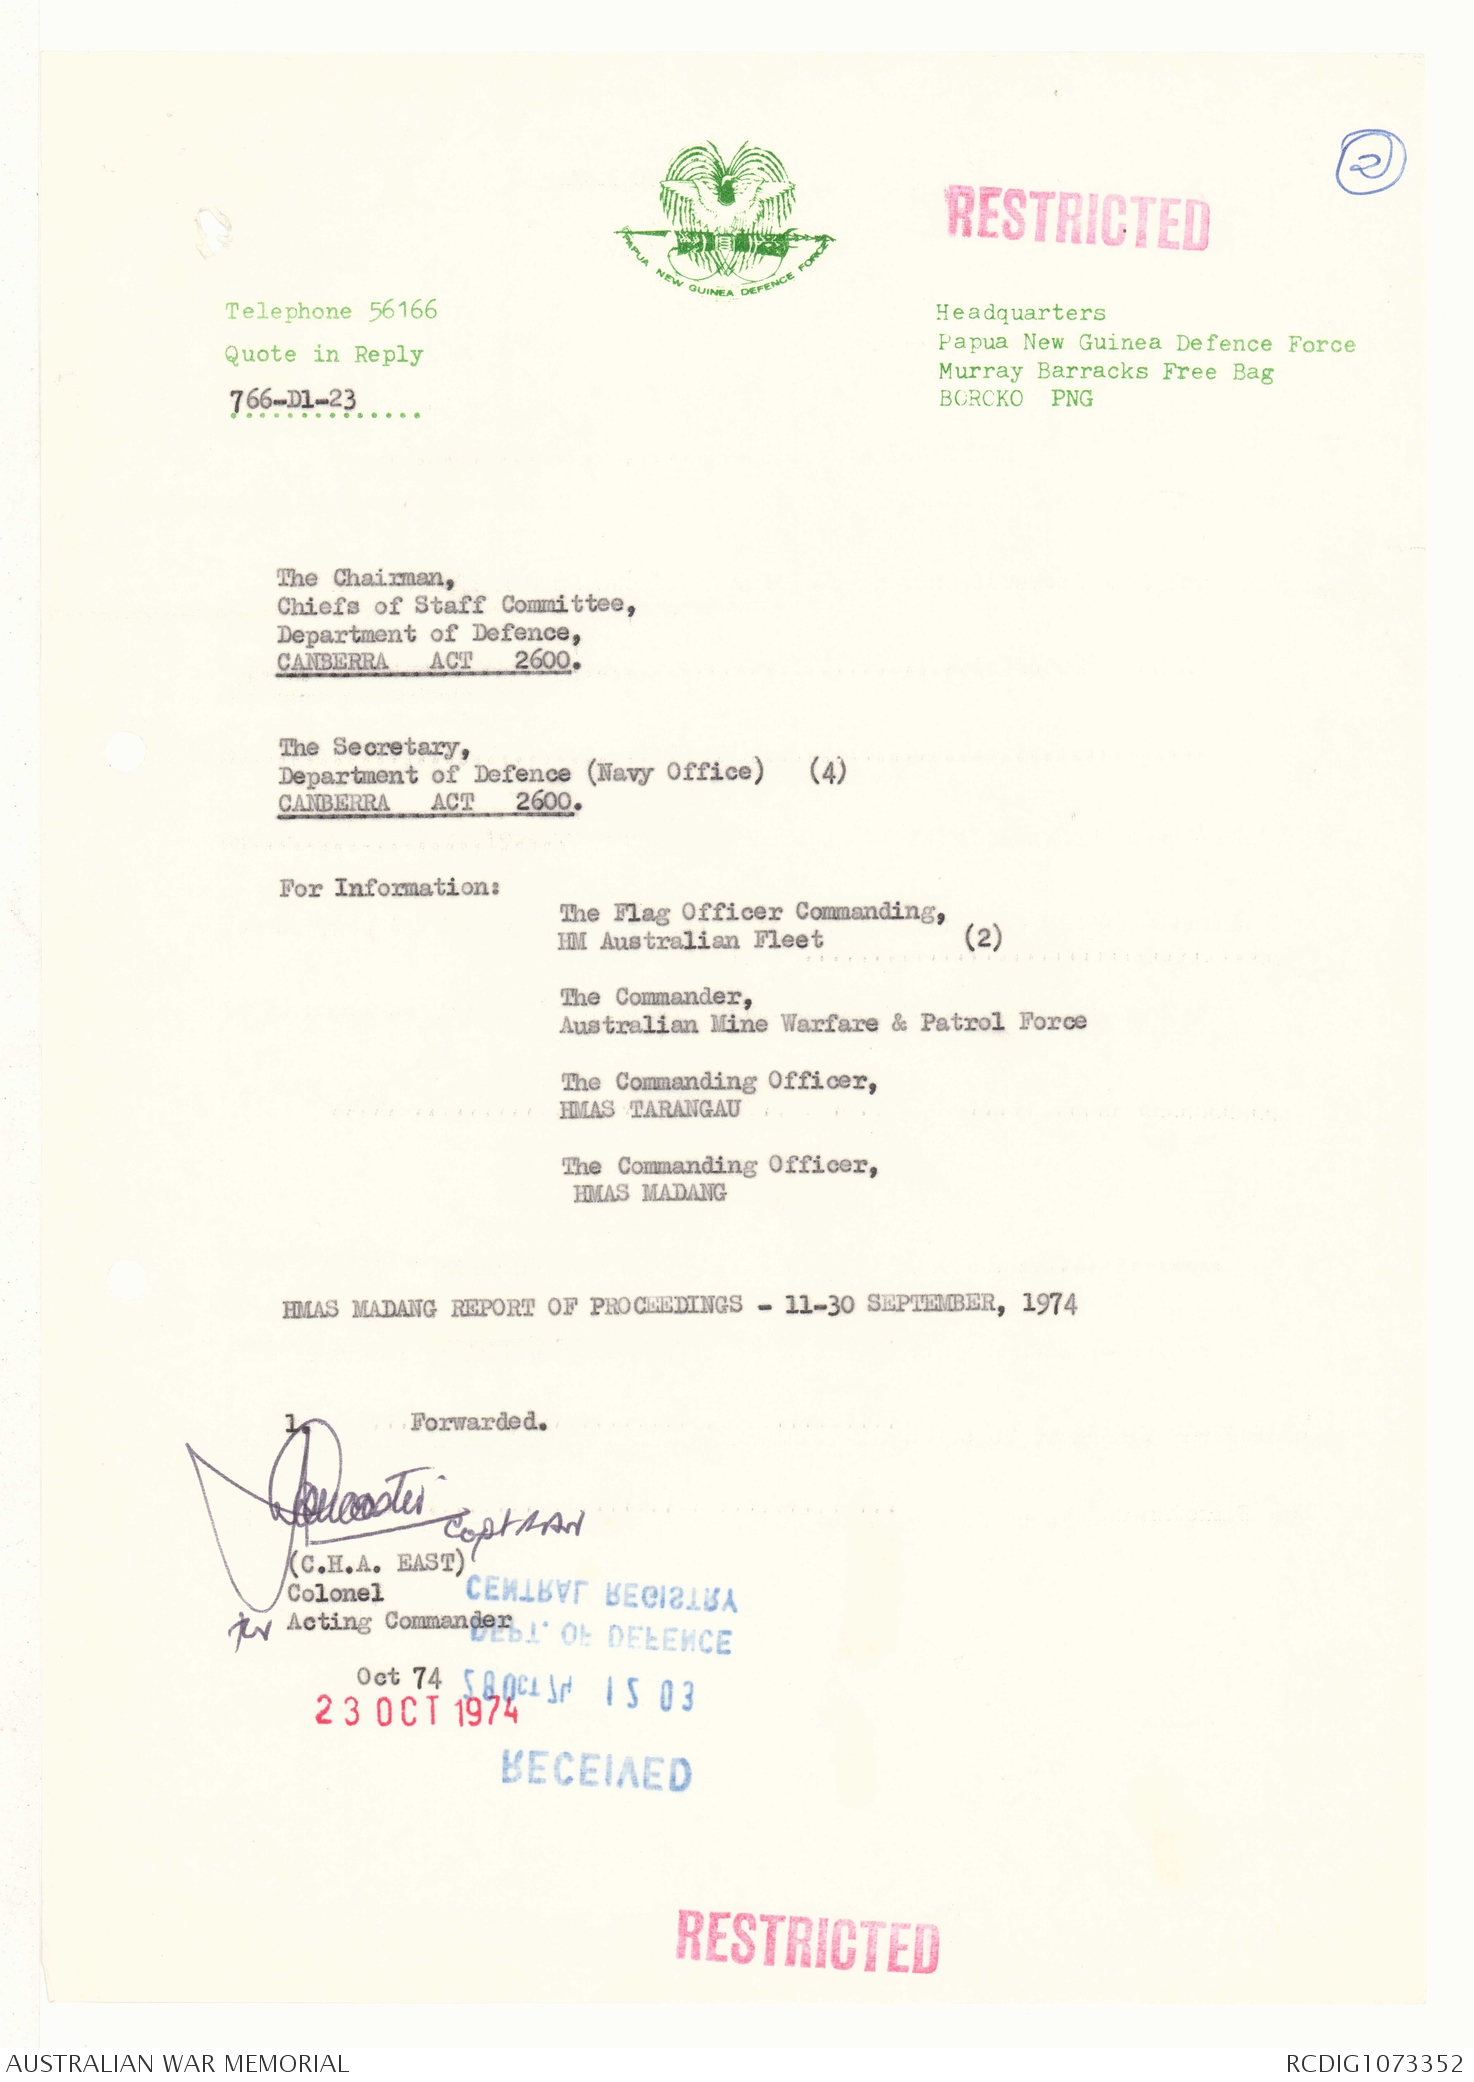 2
RESTRICTED
PAPUA NEW GUINEA DEFENCE FORCE
Telephone 56166
Quote in Reply
766-D1-23
Headquarters
Papua New Guinea Defence Force
Murray Barracks Free Bag
BOROKO PNG
The Chairman,
Chiefs of Staff Committee,
Department of Defence,
CANBERRA ACT 2600.
The Secretary,
Department of Defence (Navy Office) (4)
CANBERRA ACT 2600.
For Information:
The Flag Officer Commanding,
HM Australian Fleet (2)
The Commander,
Australian Mine Warfare & Patrol Force
The Commanding Officer,
HMAS TARANGAU
The Commanding Officer,
HMAS MADANG
HMAS MADANG REPORT OF PROCEEDINGS - 11-30 SEPTEMBER, 1974
1. Forwarded.
(C.H.A. EAST)
Colonel
for Acting Commander
Oct 74
23 OCT 1974
RECEIVED
28 OCT 74 12 03
DEPT. OF DEFENCE
CENTRAL REGISTRY
RESTRICTED
AUSTRALIAN WAR MEMORIAL
RCDIG1073352